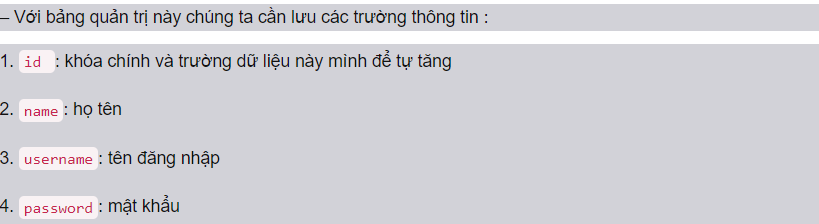 – Với bảng quản trị này chúng ta cần lưu các trường thông tin :
1. id : khóa chính và trường dữ liệu này mình để tự tăng
2. name : họ tên
3. username : tên đăng nhập
4. password : mật khẩu